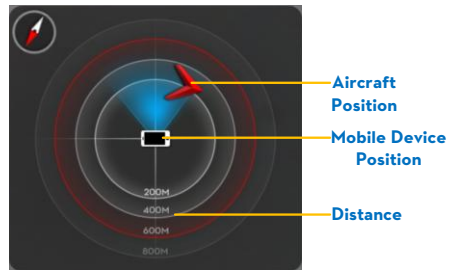 Aircraft
Position
Mobile Device
Position
200M
400M
Distance
600M
800M